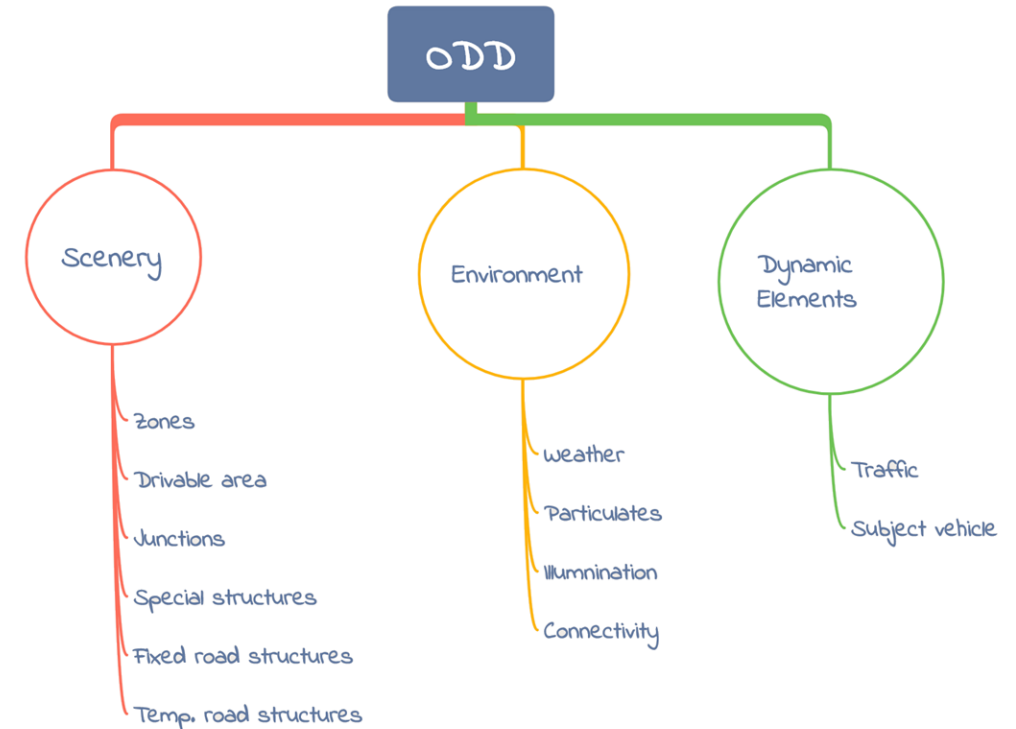 ODD
Scenery
Zones
Drivable area
Junctions
Special structures
Fixed road structures
Temp. road structures
Environment
Weather
Particulates
Illumnination
Connectivity
Dynamic
Elements
Traffic
Subject vehicle